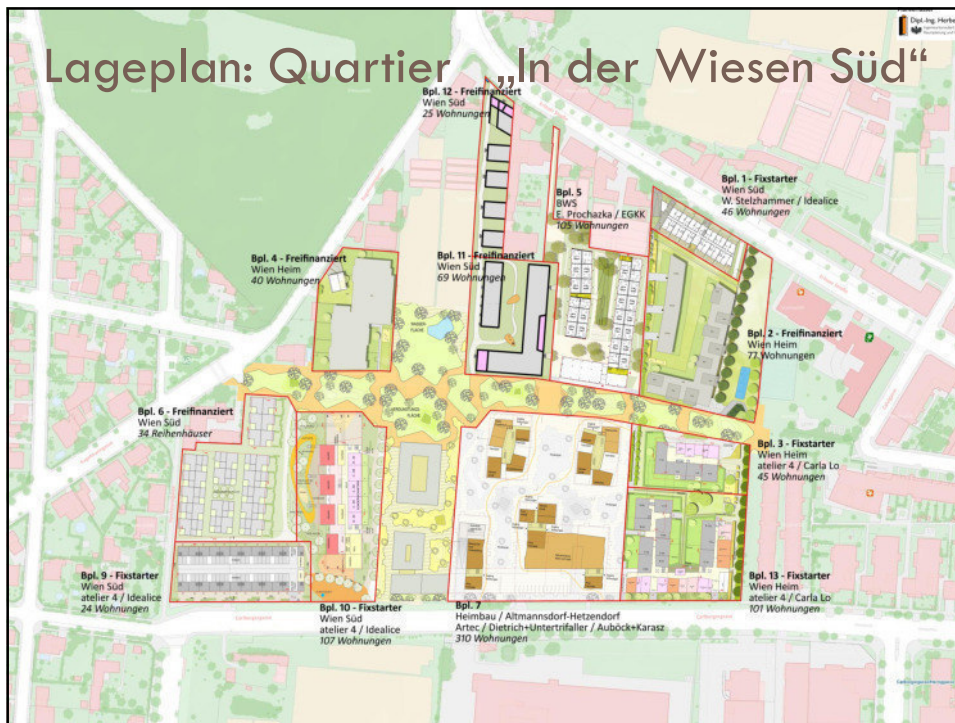 Dipl.-Ing. Herbe
Lageplan: Quartier „In der Wiesen Süd“
Bpl. 12 - Freifinanziert
Wien Süd
25 Wohnungen
Bpl. 1 - Fixstarter
Wien Süd
W. Stelzhammer / Idealice
46 Wohnungen
Bpl. 5
BWS
E. Prochazka / EGKK
105 Wohnungen
Bpl. 4 - Freifinanziert
Wien Heim
40 Wohnungen
Bpl. 11 - Freifinanziert
Wien Süd
69 Wohnungen
Bpl. 2 - Freifinanziert
Wien Heim
77 Wohnungen
Bpl. 6 - Freifinanziert
Wien Süd
34 Reihenhäuser
Bpl. 3 - Fixstarter
Wien Heim
atelier 4 / Carla Lo
45 Wohnungen
Bpl. 9 - Fixstarter
Wien Süd
atelier 4 / Idealice
24 Wohnungen
Bpl. 10 - Fixstarter
Wien Süd
atelier 4 / Idealice
107 Wohnungen
Bpl. 7
Heimbau / Altmannsdorf-Hetzendorf
Artec / Dietrich+Untertrifaller / Auböck+Karasz
310 Wohnungen
Bpl. 13 - Fixstarter
Wien Heim
atelier 4 / Carla Lo
101 Wohnungen